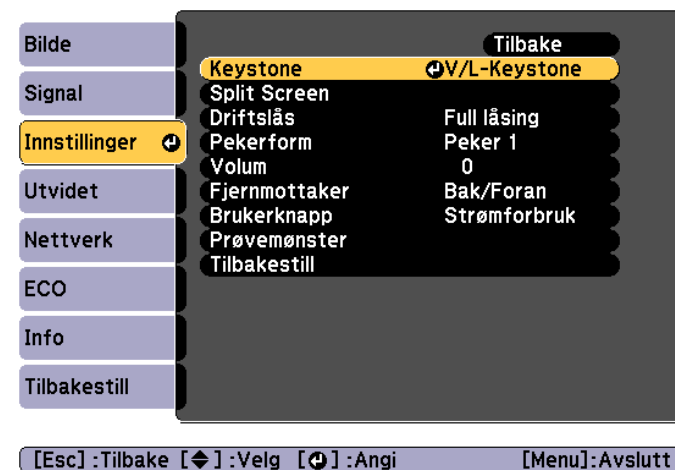 Bilde
Signal
Innstillinger
Utvidet
Nettverk
ECO
Info
Tilbakestill
Tilbake
Keystone V/L-Keystone
Split Screen
Driftslås Full låsing
Pekerform Peker 1
Volum 0
Fjernmottaker Bak/Foran
Brukerknapp Strømforbruk
Prøvemønster
Tilbakestill
[Esc] :Tilbake [◆] :Velg [↵] :Angi [Menu]:Avslutt